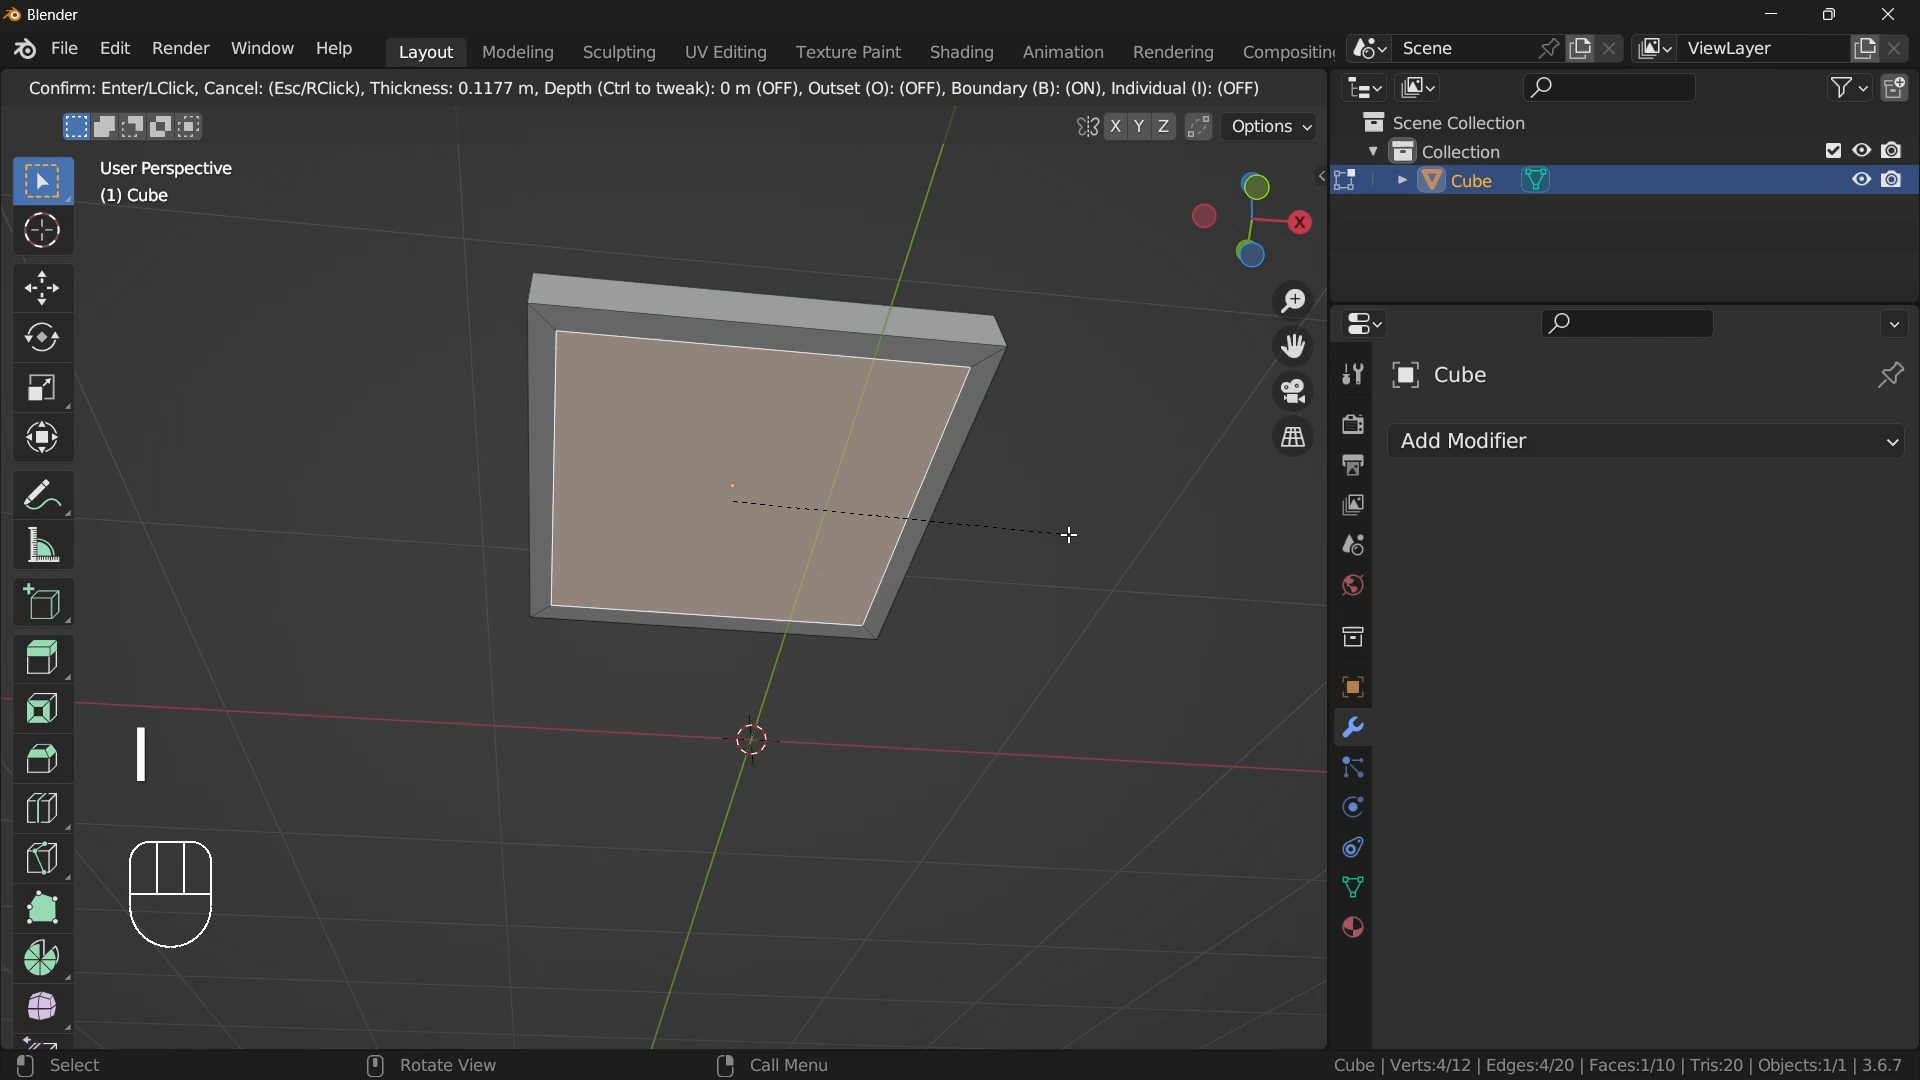 Blender
File Edit Render Window Help Layout Modeling Sculpting UV Editing Texture Paint Shading Animation Rendering Compositin Scene ViewLayer
Confirm: Enter/LClick, Cancel: (Esc/RClick), Thickness: 0.1177 m, Depth (Ctrl to tweak): 0 m (OFF), Outset (O): (OFF), Boundary (B): (ON), Individual (I): (OFF)
X Y Z Options
User Perspective
(1) Cube
X
I
Scene Collection
Collection
Cube
Cube
Add Modifier
Select Rotate View Call Menu Cube | Verts:4/12 | Edges:4/20 | Faces:1/10 | Tris:20 | Objects:1/1 | 3.6.7